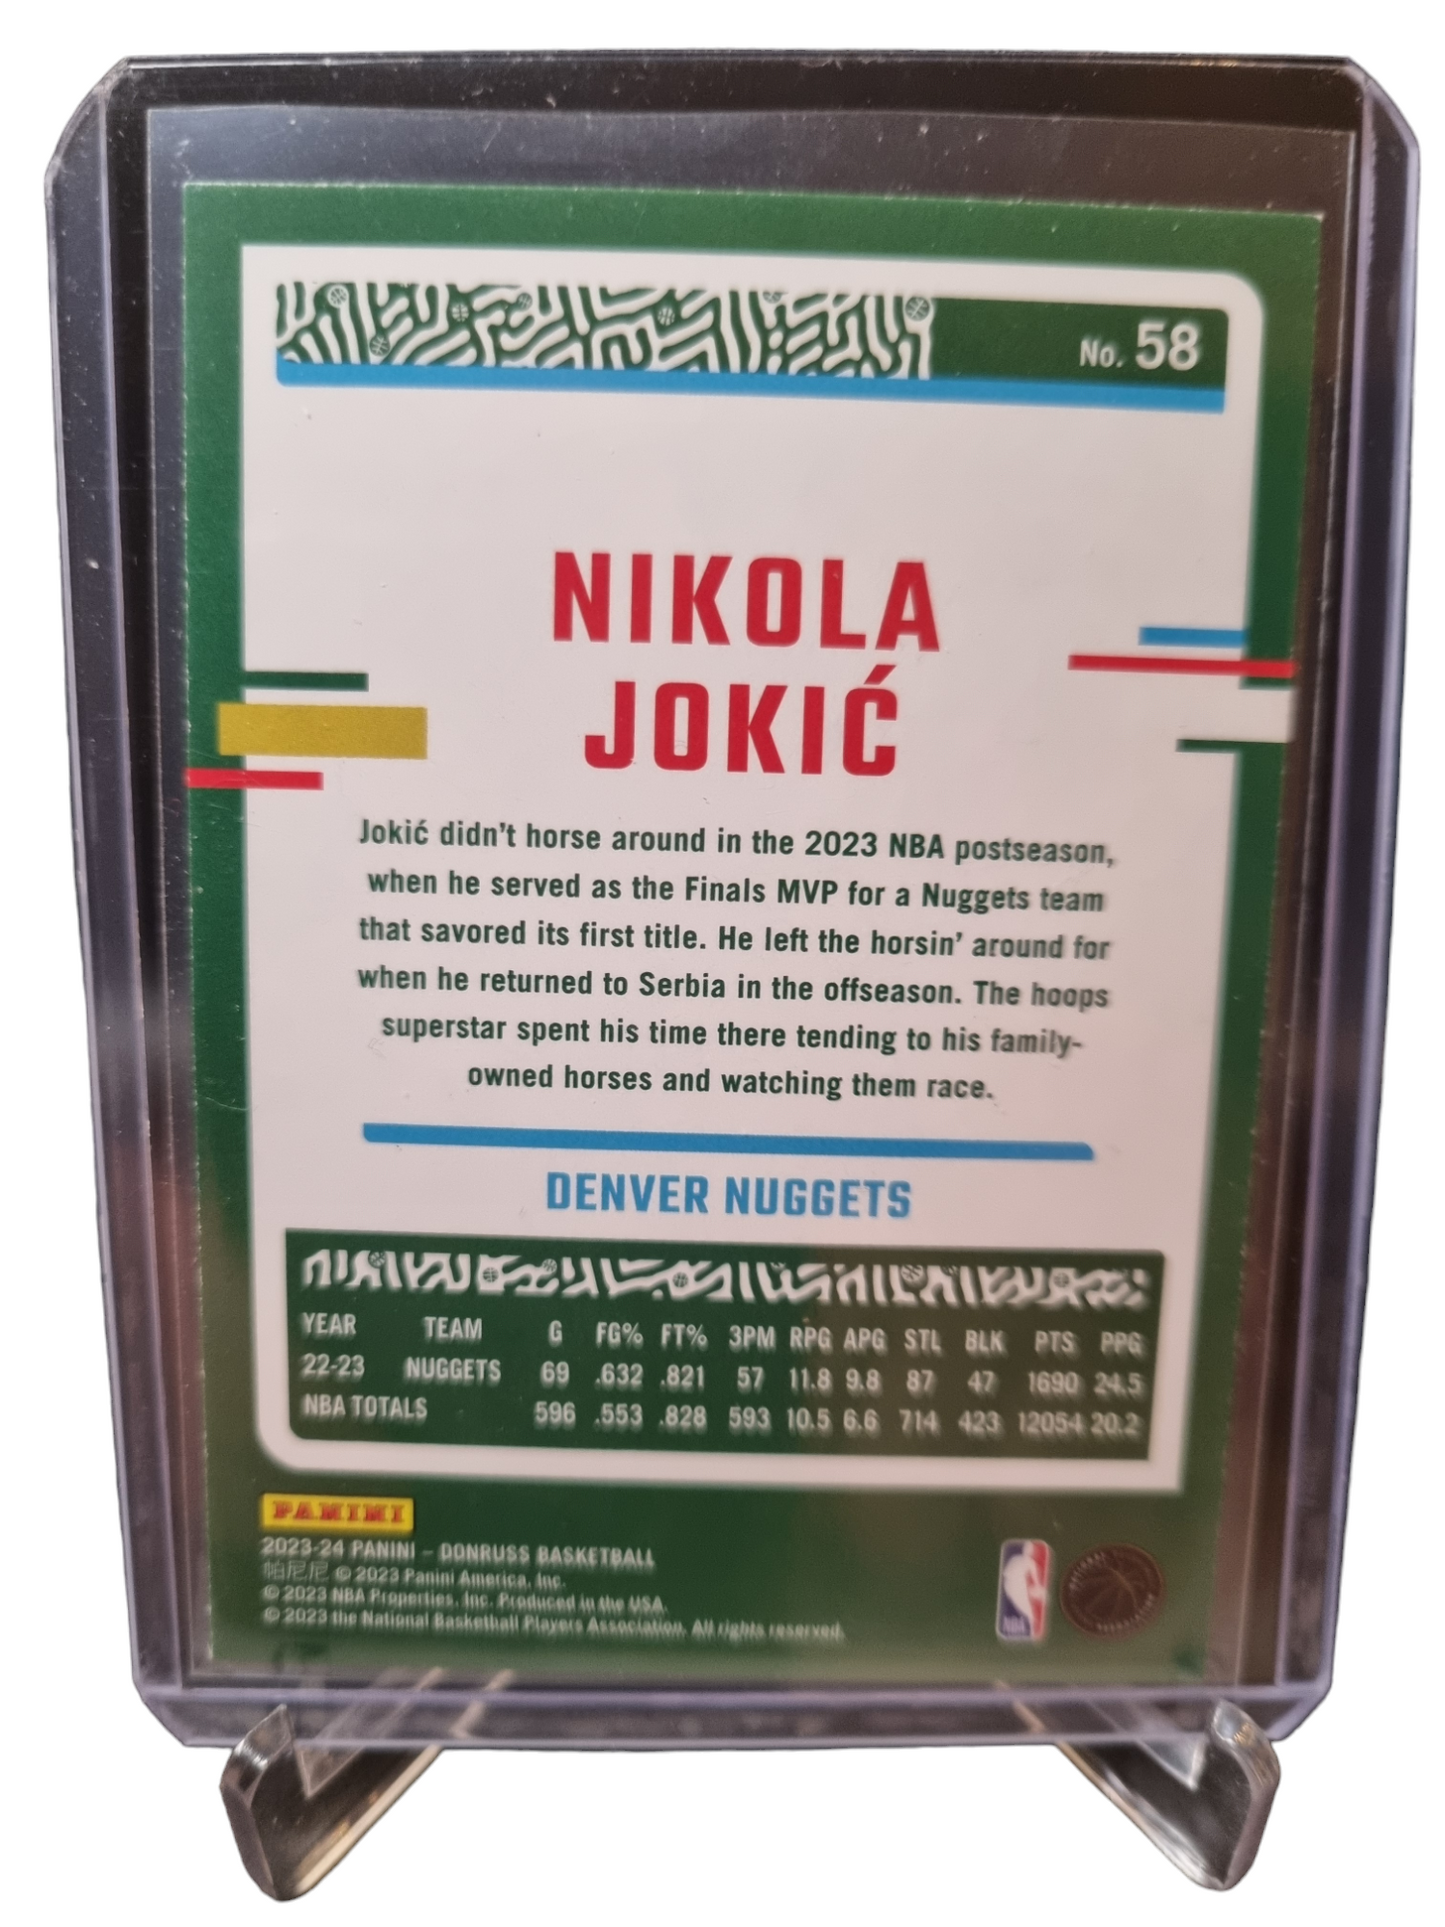 No. 58
NIKOLA
JOKIĆ
Jokić didn't horse around in the 2023 NBA postseason,
when he served as the Finals MVP for a Nuggets team
that savored its first title. He left the horsin' around for
when he returned to Serbia in the offseason. The hoops
superstar spent his time there tending to his family-
owned horses and watching them race.
DENVER NUGGETS
YEAR TEAM G FG% FT% 3PM RPG APG STL BLK PTS PPG
22-23 NUGGETS 69 .632 .821 57 11.8 9.8 87 47 1690 24.5
NBA TOTALS 596 .553 .828 593 10.5 6.6 714 423 12054 20.2
PANINI
2023-24 PANINI – DONRUSS BASKETBALL
帕尼尼 © 2023 Panini America, Inc.
© 2023 NBA Properties, Inc. Produced in the USA.
© 2023 the National Basketball Players Association. All rights reserved.
NBA